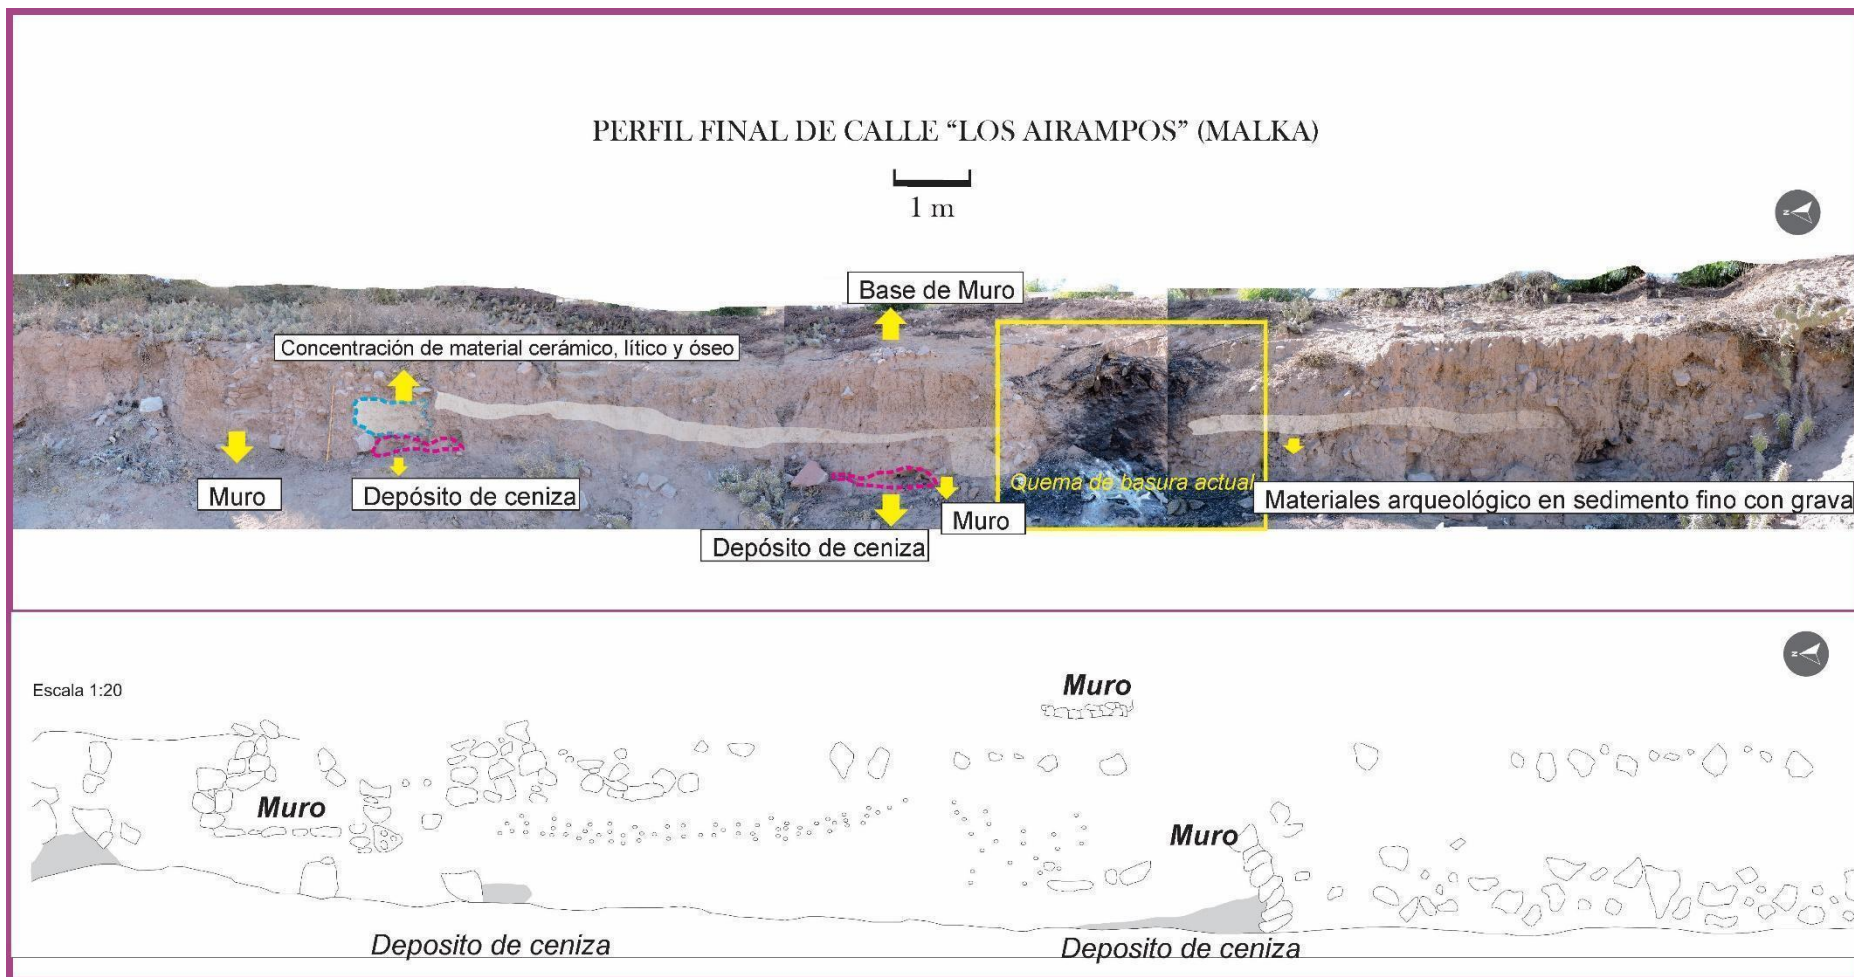 PERFIL FINAL DE CALLE “LOS AIRAMPOS” (MALKA)
1 m
N
Base de Muro
Concentración de material cerámico, lítico y óseo
Muro
Depósito de ceniza
Quema de basura actual
Muro
Materiales arqueológico en sedimento fino con grava
Depósito de ceniza
N
Escala 1:20
Muro
Muro
Muro
Deposito de ceniza
Deposito de ceniza